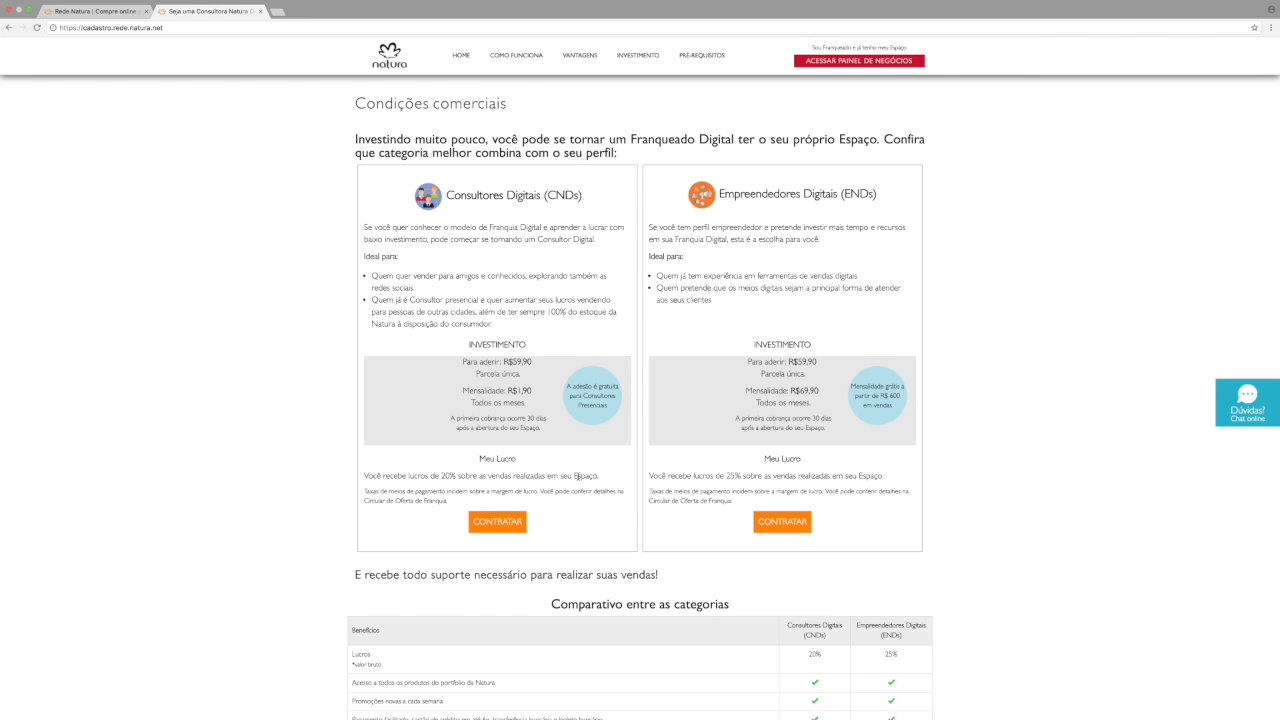 Rede Natura | Compre online
Seja uma Consultora Natura D
https://cadastro.rede.natura.net
natura
HOME
COMO FUNCIONA
VANTAGENS
INVESTIMENTO
PRÉ-REQUISITOS
Sou Franqueado e já tenho meu Espaço
ACESSAR PAINEL DE NEGÓCIOS
Condições comerciais
Investindo muito pouco, você pode se tornar um Franqueado Digital ter o seu próprio Espaço. Confira
que categoria melhor combina com o seu perfil:
Consultores Digitais (CNDs)
Se você quer conhecer o modelo de Franquia Digital e aprender a lucrar com
baixo investimento, pode começar se tornando um Consultor Digital.
Ideal para:
• Quem quer vender para amigos e conhecidos, explorando também as
redes sociais
• Quem já é Consultor presencial e quer aumentar seus lucros vendendo
para pessoas de outras cidades, além de ter sempre 100% do estoque da
Natura à disposição do consumidor.
INVESTIMENTO
Para aderir: R$59,90
Parcela única.
Mensalidade: R$1,90
Todos os meses.
A primeira cobrança ocorre 30 dias
após a abertura do seu Espaço.
A adesão é gratuita
para Consultores
Presenciais
Meu Lucro
Você recebe lucros de 20% sobre as vendas realizadas em seu Espaço.
Taxas de meios de pagamento incidem sobre a margem de lucro. Você pode conferir detalhes na
Circular de Oferta de Franquia
CONTRATAR
Empreendedores Digitais (ENDs)
Se você tem perfil empreendedor e pretende investir mais tempo e recursos
em sua Franquia Digital, esta é a escolha para você.
Ideal para:
• Quem já tem experiência em ferramentas de vendas digitais
• Quem pretende que os meios digitais sejam a principal forma de atender
aos seus clientes
INVESTIMENTO
Para aderir: R$59,90
Parcela única.
Mensalidade: R$69,90
Todos os meses.
A primeira cobrança ocorre 30 dias
após a abertura do seu Espaço.
Mensalidade grátis a
partir de R$ 600
em vendas
Meu Lucro
Você recebe lucros de 25% sobre as vendas realizadas em seu Espaço
Taxas de meios de pagamento incidem sobre a margem de lucro. Você pode conferir detalhes na
Circular de Oferta de Franquia
CONTRATAR
Dúvidas?
Chat online
E recebe todo suporte necessário para realizar suas vendas!
Comparativo entre as categorias
Benefícios
Consultores Digitais
(CNDs)
Empreendedores Digitais
(ENDs)
Lucros
*valor bruto
20%
25%
Acesso a todos os produtos do portfolio da Natura
Promoções novas a cada semana